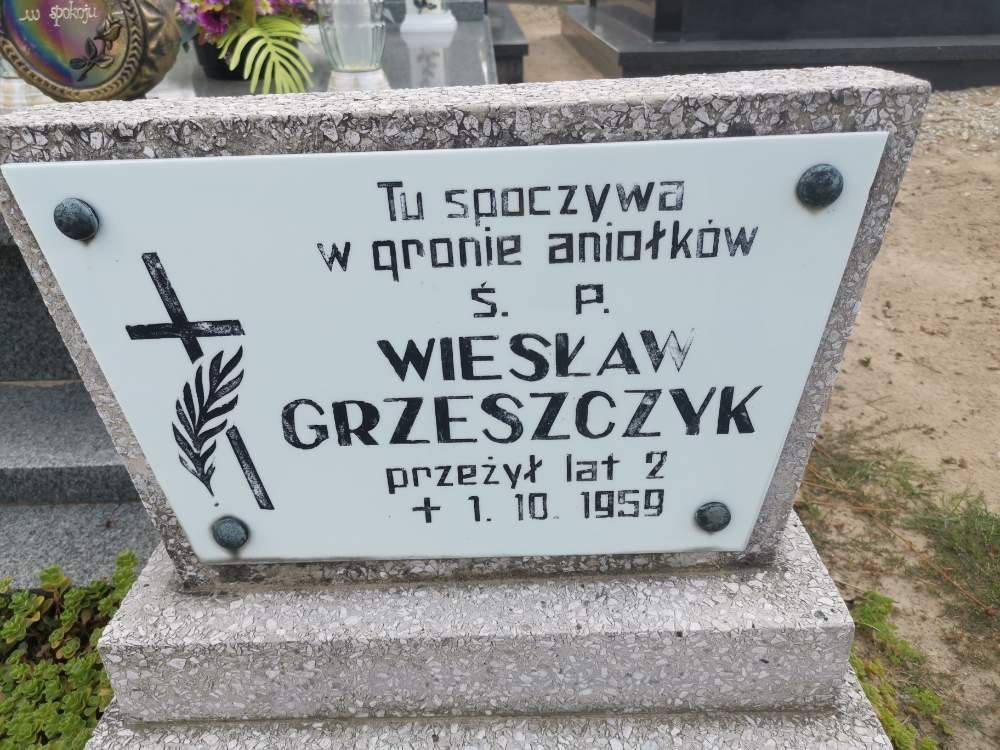 w spokoju
Tu spoczywa
w gronie aniołków
Ś. P.
WIESŁAW
GRZESZCZYK
przeżył lat 2
+ 1. 10. 1959